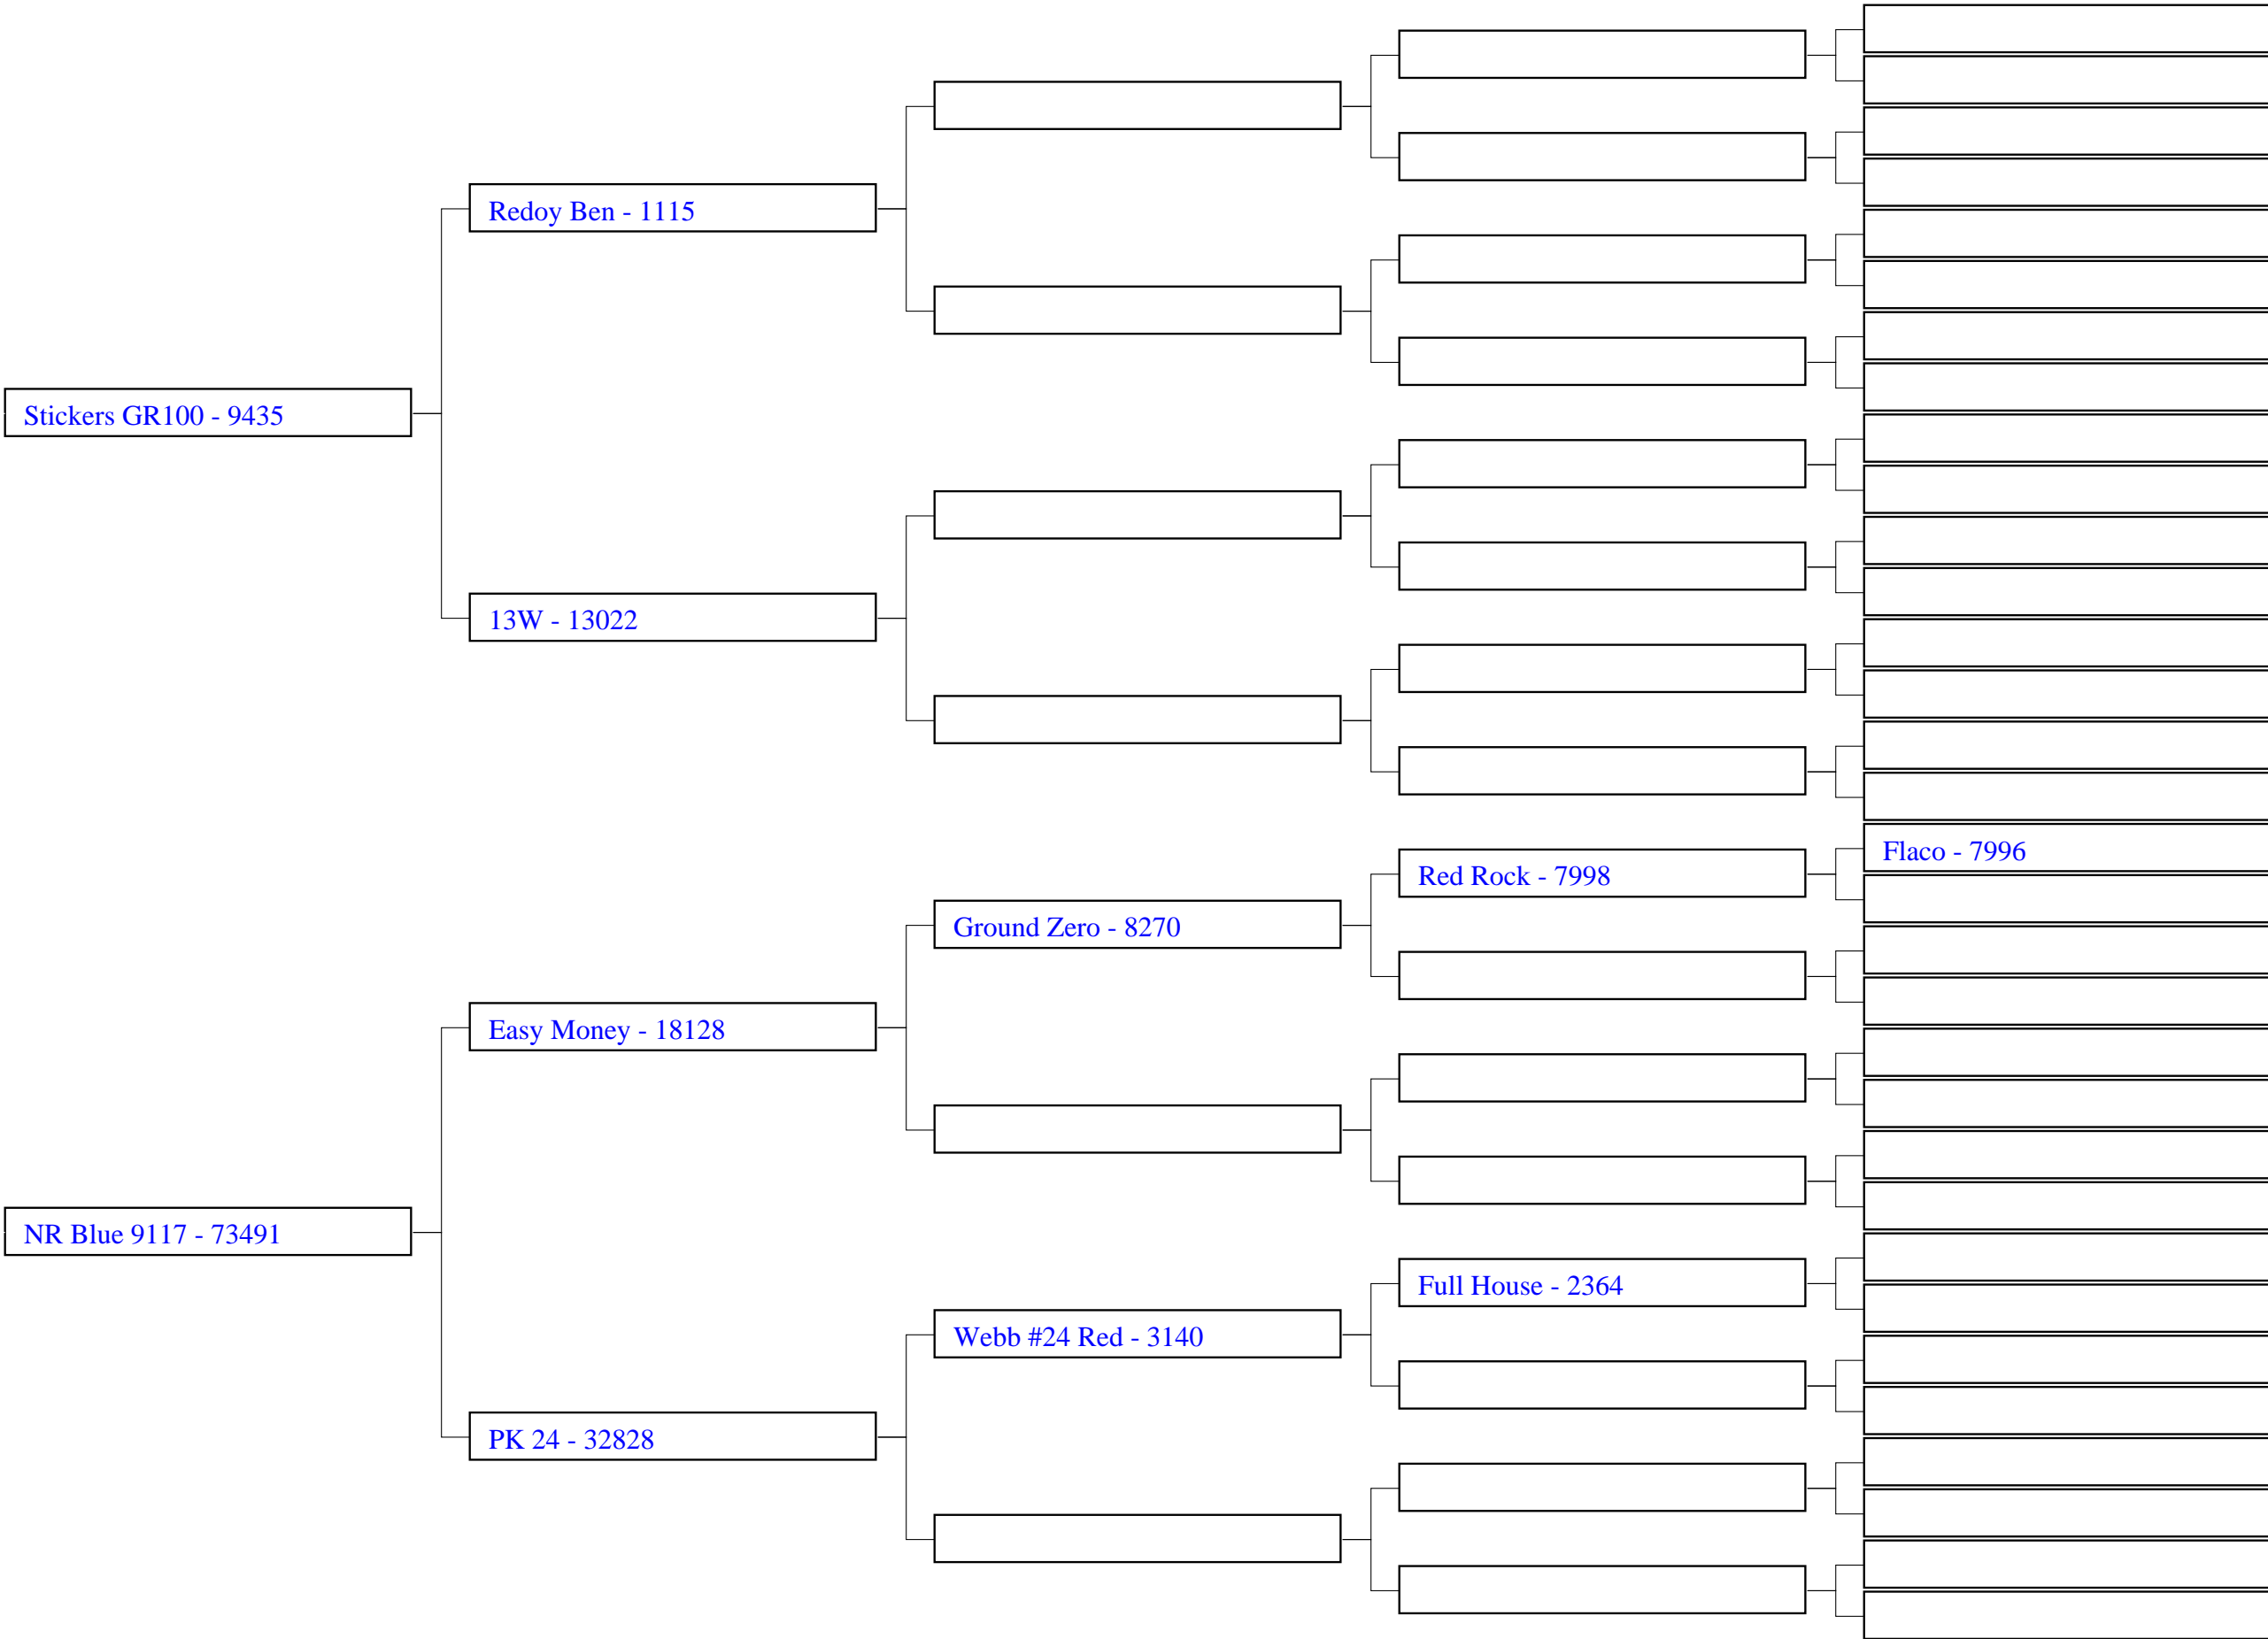 Stickers GR100 - 9435
NR Blue 9117 - 73491
Redoy Ben - 1115
13W - 13022
Easy Money - 18128
PK 24 - 32828
Ground Zero - 8270
Webb #24 Red - 3140
Red Rock - 7998
Full House - 2364
Flaco - 7996